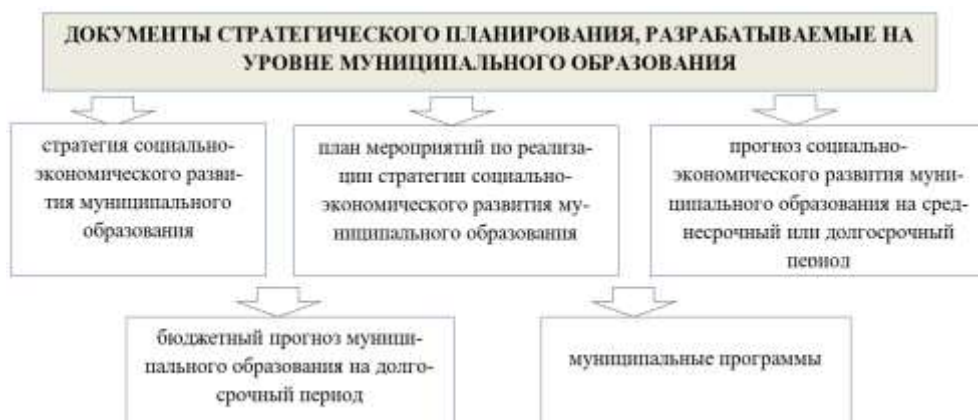 ДОКУМЕНТЫ СТРАТЕГИЧЕСКОГО ПЛАНИРОВАНИЯ, РАЗРАБАТЫВАЕМЫЕ НА
УРОВНЕ МУНИЦИПАЛЬНОГО ОБРАЗОВАНИЯ
стратегия социально-
экономического разви-
тия муниципального
образования
план мероприятий по реализа-
ции стратегии социально-
экономического развития му-
ниципального образования
прогноз социально-
экономического развития муни-
ципального образования на сред-
несрочный или долгосрочный
период
бюджетный прогноз муници-
пального образования на долго-
срочный период
муниципальные программы